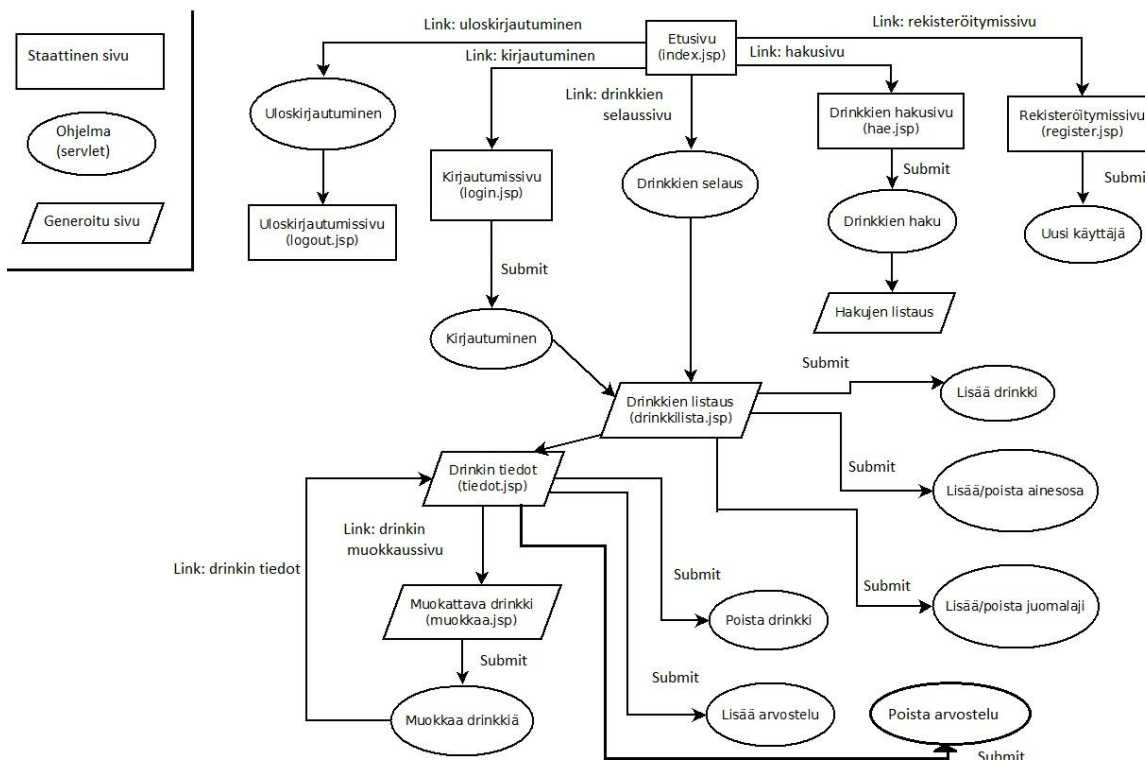 Staattinen sivu
Ohjelma
(servlet)
Generoitu sivu
Link: uloskirjautuminen
Link: kirjautuminen
Etusivu
(index.jsp)
Link: rekisteröitymissivu
Link: hakusivu
Link: drinkkien
selaussivu
Uloskirjautuminen
Uloskirjautumissivu
(logout.jsp)
Kirjautumissivu
(login.jsp)
Submit
Kirjautuminen
Drinkkien selaus
Drinkkien hakusivu
(hae.jsp)
Submit
Drinkkien haku
Hakujen listaus
Rekisteröitymissivu
(register.jsp)
Submit
Uusi käyttäjä
Drinkkien listaus
(drinkkilista.jsp)
Submit
Lisää drinkki
Submit
Lisää/poista ainesosa
Submit
Lisää/poista juomalaji
Drinkin tiedot
(tiedot.jsp)
Link: drinkin
muokkaussivu
Link: drinkin tiedot
Muokattava drinkki
(muokkaa.jsp)
Submit
Muokkaa drinkkiä
Submit
Poista drinkki
Submit
Lisää arvostelu
Poista arvostelu
Submit